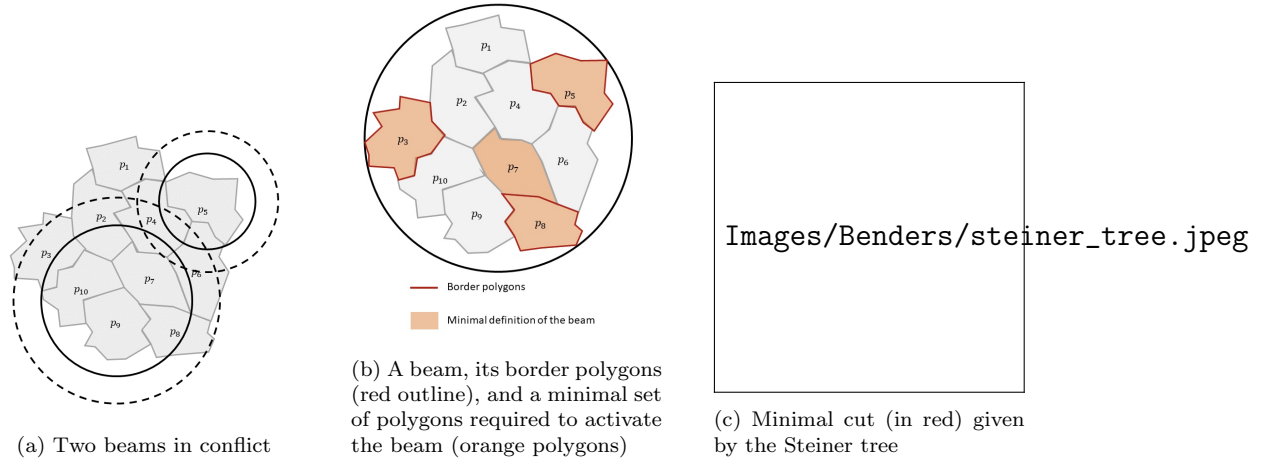 p1
p2
p3
p4
p5
p6
p7
p8
p9
p10
(a) Two beams in conflict
p1
p2
p3
p4
p5
p6
p7
p8
p9
p10
Border polygons
Minimal definition of the beam
(b) A beam, its border polygons
(red outline), and a minimal set
of polygons required to activate
the beam (orange polygons)
Images/Benders/steiner_tree.jpeg
(c) Minimal cut (in red) given
by the Steiner tree